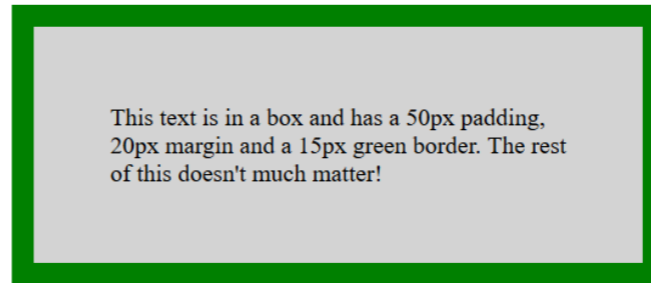 This text is in a box and has a 50px padding,
20px margin and a 15px green border. The rest
of this doesn't much matter!